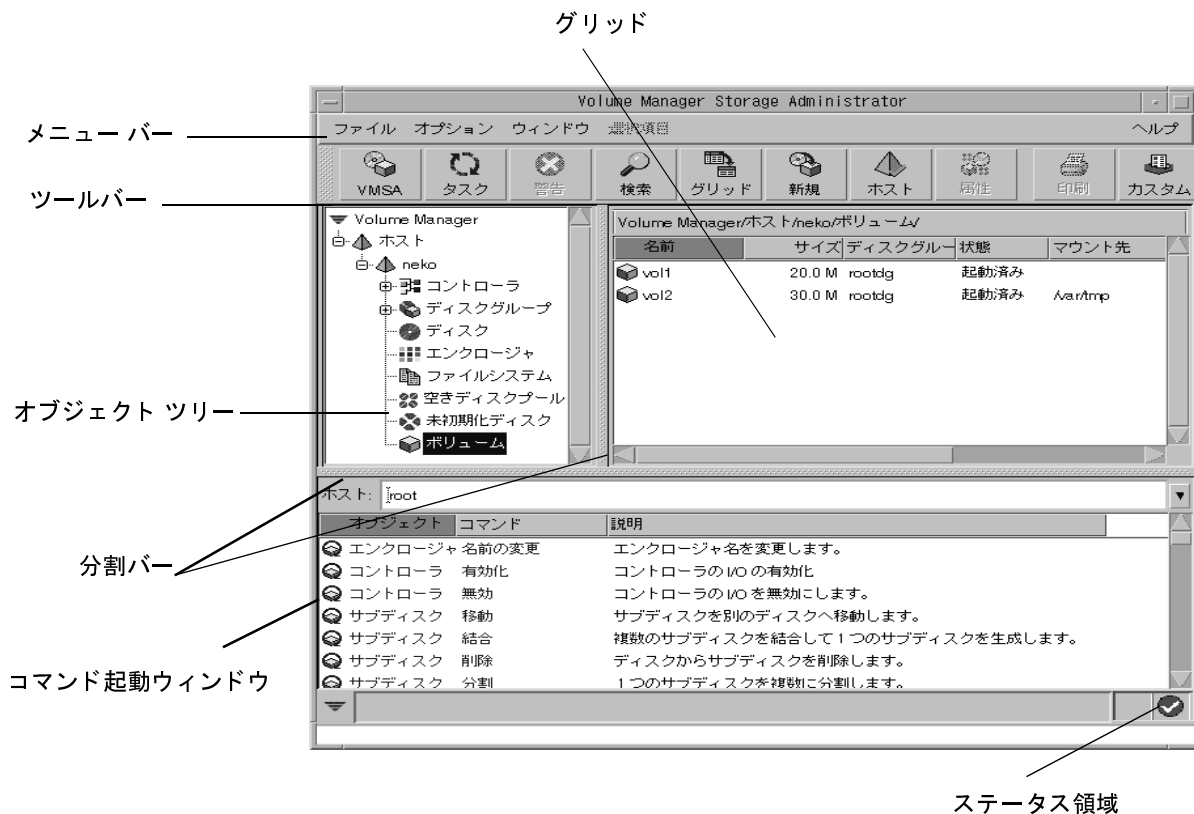 グリッド
Volume Manager Storage Administrator
メニュー バー
ファイル オプション ウィンドウ 選択項目 ヘルプ
VMSA タスク 警告 検索 グリッド 新規 ホスト 属性 印刷 カスタム
ツールバー
Volume Manager
ホスト
neko
コントローラ
ディスクグループ
ディスク
エンクロージャ
ファイルシステム
空きディスクプール
未初期化ディスク
ボリューム
Volume Manager/ホスト/neko/ボリューム/
名前 サイズ ディスクグルー 状態 マウント先
vol1 20.0 M rootdg 起動済み
vol2 30.0 M rootdg 起動済み /var/tmp
オブジェクト ツリー
ホスト: root
オブジェクト コマンド 説明
エンクロージャ 名前の変更 エンクロージャ名を変更します。
コントローラ 有効化 コントローラの I/O の有効化
コントローラ 無効 コントローラの I/O を無効にします。
サブディスク 移動 サブディスクを別のディスクへ移動します。
サブディスク 結合 複数のサブディスクを結合して1つのサブディスクを生成します。
サブディスク 削除 ディスクからサブディスクを削除します。
サブディスク 分割 1つのサブディスクを複数に分割します。
分割バー
コマンド起動ウィンドウ
ステータス領域